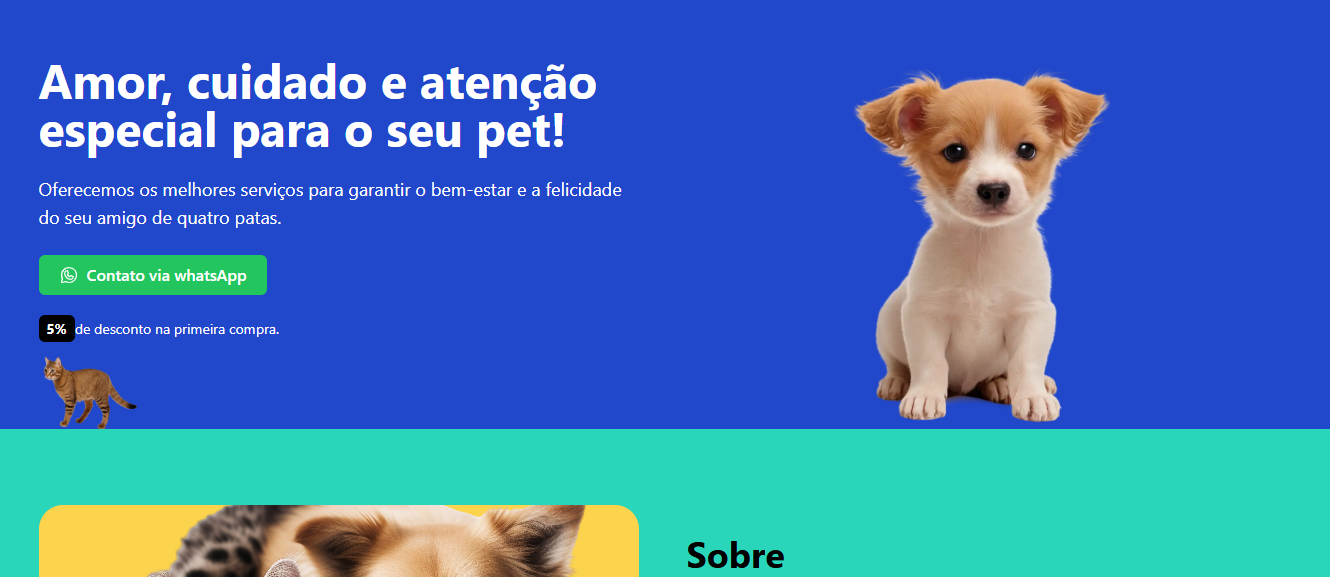 Amor, cuidado e atenção
especial para o seu pet!
Oferecemos os melhores serviços para garantir o bem-estar e a felicidade
do seu amigo de quatro patas.
Contato via whatsApp
5% de desconto na primeira compra.
Sobre